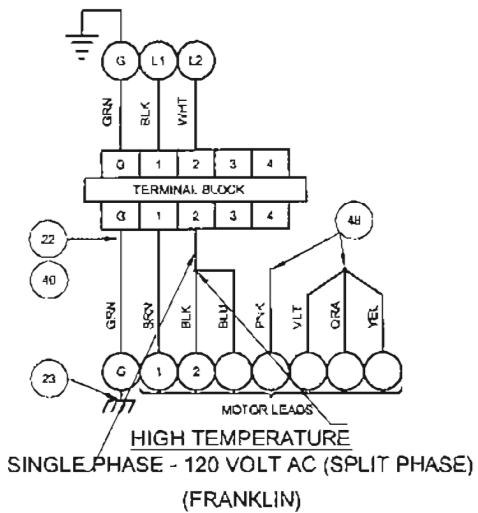 G L1 L2
GRN BLK WHT
G 1 2 3 4
TERMINAL BLOCK
G 1 2 3 4
22
48
40
GRN BRN BLK BLU PNK VLT ORA YEL
G 1 2
23
MOTOR LEADS
HIGH TEMPERATURE
SINGLE PHASE - 120 VOLT AC (SPLIT PHASE)
(FRANKLIN)